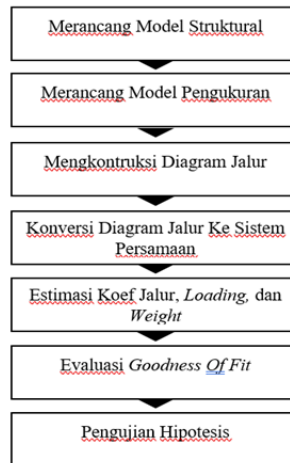 Merancang Model Struktural
Merancang Model Pengukuran
Mengkontruksi Diagram Jalur
Konversi Diagram Jalur Ke Sistem
Persamaan
Estimasi Koef Jalur, Loading, dan
Weight
Evaluasi Goodness Of Fit
Pengujian Hipotesis